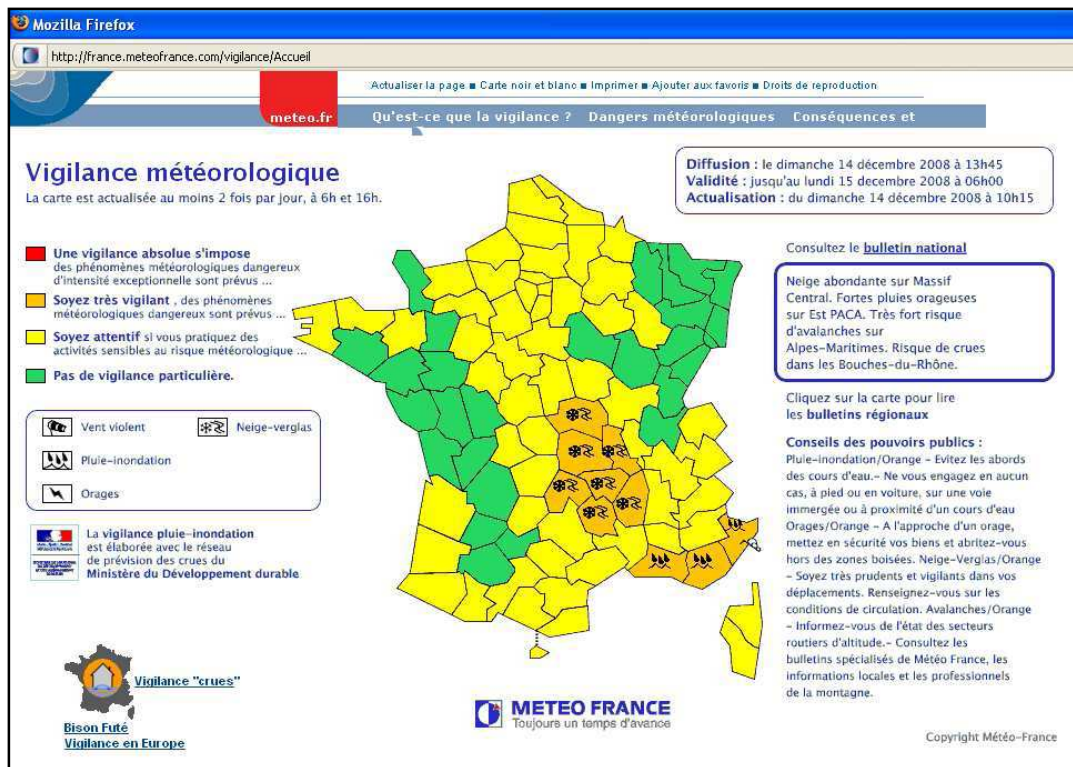 Mozilla Firefox
http://france.meteofrance.com/vigilance/Accueil
Actualiser la page ■ Carte noir et blanc ■ Imprimer ■ Ajouter aux favoris ■ Droits de reproduction
meteo.fr
Qu'est-ce que la vigilance ? Dangers météorologiques Conséquences et
Vigilance météorologique
La carte est actualisée au moins 2 fois par jour, à 6h et 16h.
Diffusion : le dimanche 14 décembre 2008 à 13h45
Validité : jusqu'au lundi 15 decembre 2008 à 06h00
Actualisation : du dimanche 14 décembre 2008 à 10h15
Une vigilance absolue s'impose
des phénomènes météorologiques dangereux
d'intensité exceptionnelle sont prévus ...
Soyez très vigilant , des phénomènes
météorologiques dangereux sont prévus ...
Soyez attentif si vous pratiquez des
activités sensibles au risque météorologique ...
Pas de vigilance particulière.
Vent violent
Neige-verglas
Pluie-inondation
Orages
La vigilance pluie-inondation
est élaborée avec le réseau
de prévision des crues du
Ministère du Développement durable
Vigilance "crues"
Bison Futé
Vigilance en Europe
METEO FRANCE
Toujours un temps d'avance
Consultez le bulletin national
Neige abondante sur Massif
Central. Fortes pluies orageuses
sur Est PACA. Très fort risque
d'avalanches sur
Alpes-Maritimes. Risque de crues
dans les Bouches-du-Rhône.
Cliquez sur la carte pour lire
les bulletins régionaux
Conseils des pouvoirs publics :
Pluie-inondation/Orange - Evitez les abords
des cours d'eau.- Ne vous engagez en aucun
cas, à pied ou en voiture, sur une voie
immergée ou à proximité d'un cours d'eau
Orages/Orange - A l'approche d'un orage,
mettez en sécurité vos biens et abritez-vous
hors des zones boisées. Neige-Verglas/Orange
- Soyez très prudents et vigilants dans vos
déplacements. Renseignez-vous sur les
conditions de circulation. Avalanches/Orange
- Informez-vous de l'état des secteurs
routiers d'altitude.- Consultez les
bulletins spécialisés de Météo France, les
informations locales et les professionnels
de la montagne.
Copyright Météo-France